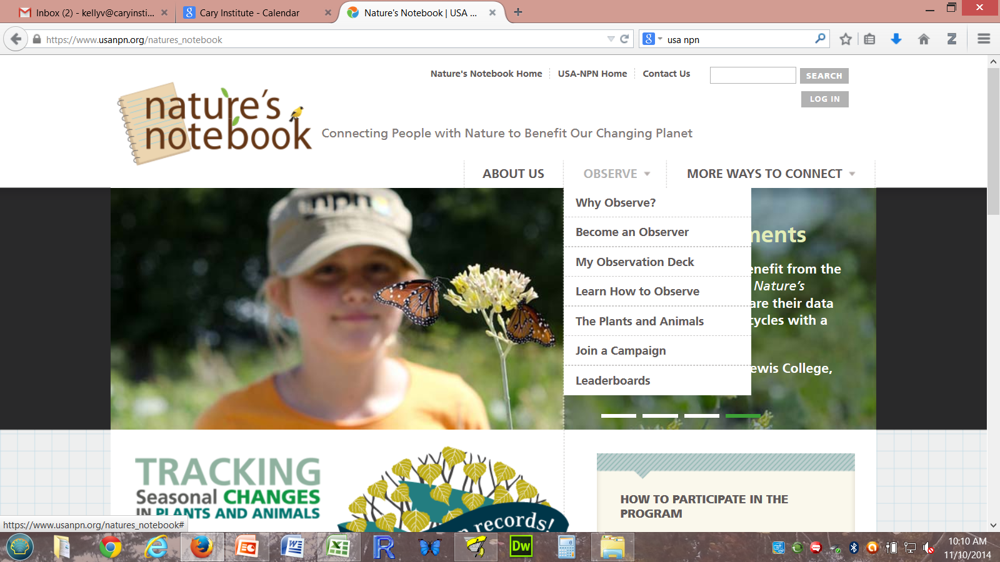 Inbox (2) - kellyv@caryinsti...
Cary Institute - Calendar
Nature's Notebook | USA ...
https://www.usanpn.org/natures_notebook
usa npn
Nature's Notebook Home
USA-NPN Home
Contact Us
SEARCH
LOG IN
nature's
notebook
Connecting People with Nature to Benefit Our Changing Planet
ABOUT US
OBSERVE
MORE WAYS TO CONNECT
npn
Why Observe?
Become an Observer
My Observation Deck
Learn How to Observe
The Plants and Animals
Join a Campaign
Leaderboards
ments
enefit from the
Nature's
are their data
cycles with a
ewis College,
TRACKING
Seasonal CHANGES
IN PLANTS AND ANIMALS
records!
HOW TO PARTICIPATE IN THE
PROGRAM
https://www.usanpn.org/natures_notebook#
Dw
10:10 AM
11/10/2014